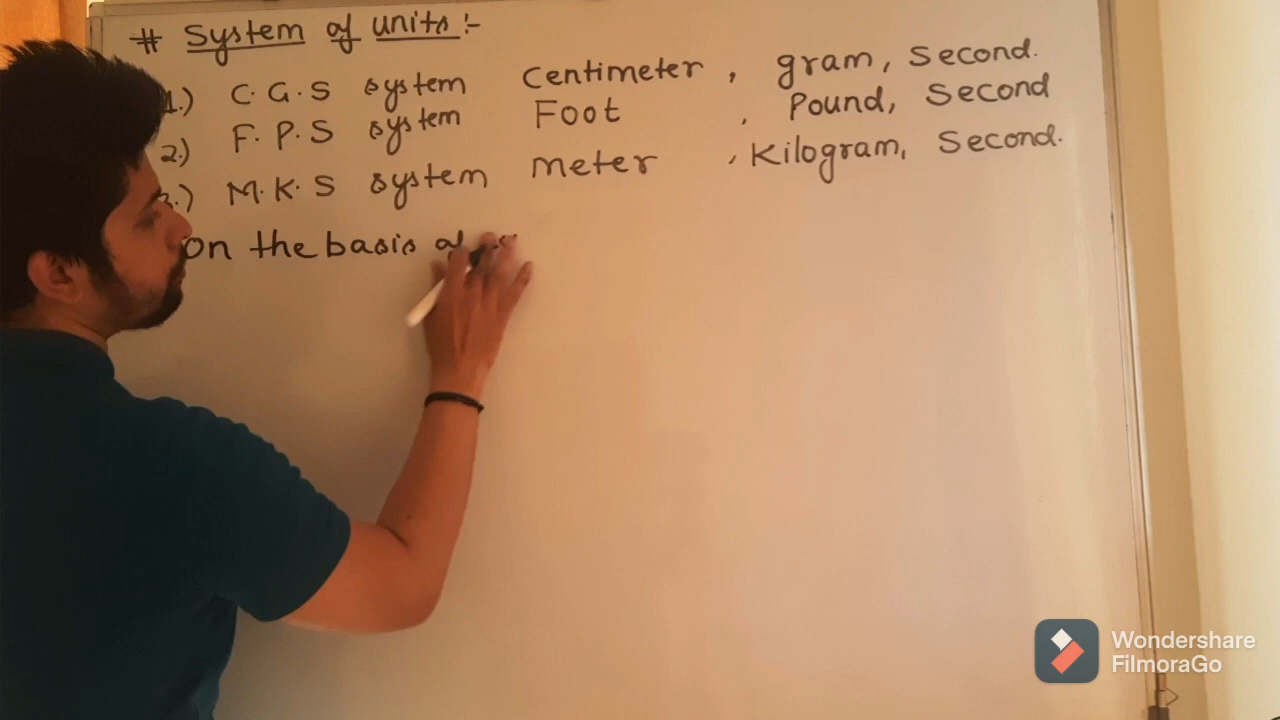 # System of units :-
1.) C. G. S system Centimeter , gram, Second.
2.) F. P. S system Foot , Pound, Second
3.) M. K. S system meter , Kilogram, Second.
on the basis of
Wondershare
FilmoraGo